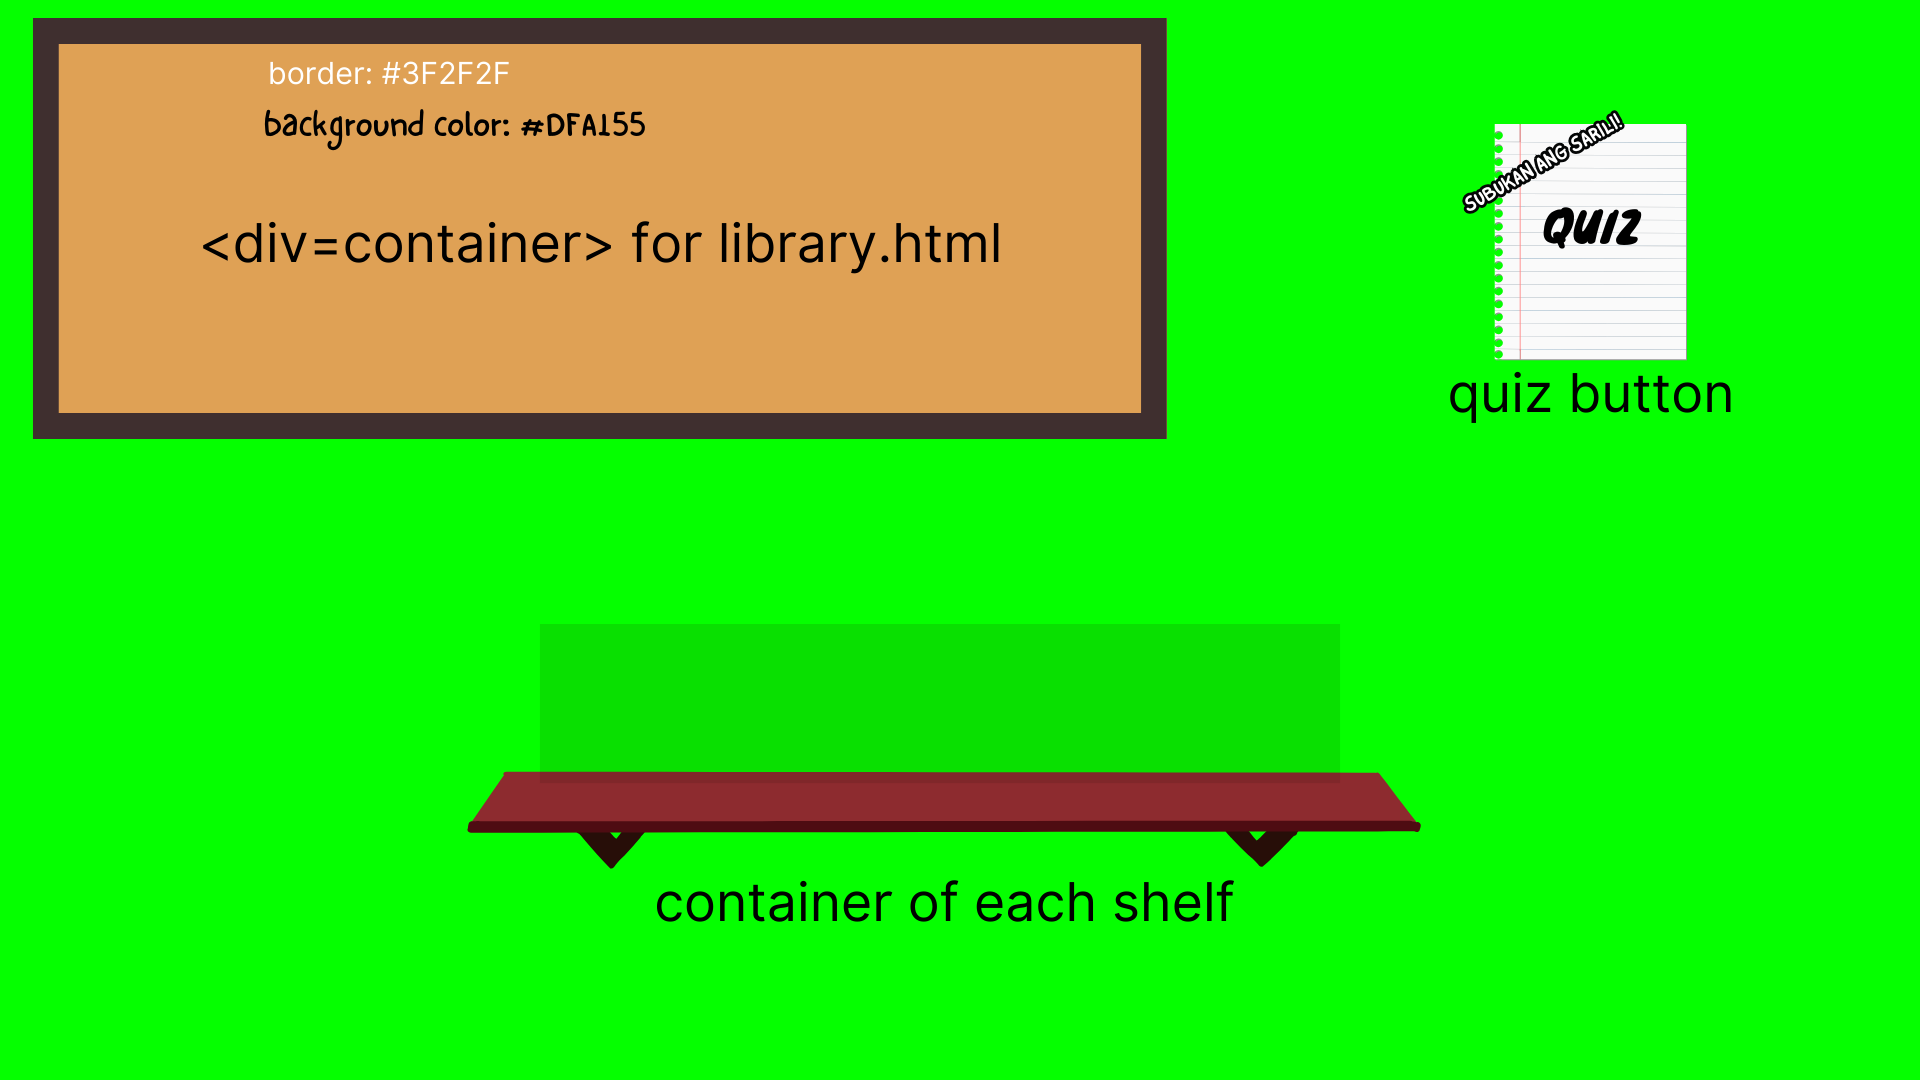 border: #3F2F2F
background color: #DFA155
<div=container> for library.html
SUBUKAN ANG SARILI!
QUIZ
quiz button
container of each shelf